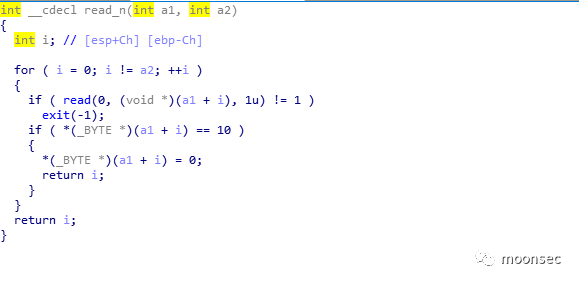 int __cdecl read_n(int a1, int a2)
{
  int i; // [esp+Ch] [ebp-Ch]

  for ( i = 0; i != a2; ++i )
  {
    if ( read(0, (void *)(a1 + i), 1u) != 1 )
      exit(-1);
    if ( *(_BYTE *)(a1 + i) == 10 )
    {
      *(_BYTE *)(a1 + i) = 0;
      return i;
    }
  }
  return i;
}
moonsec